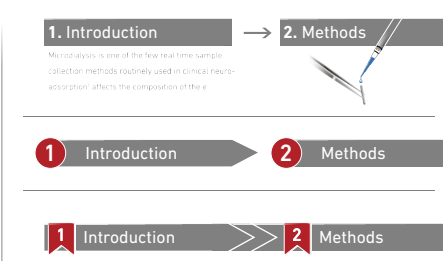 1. Introduction → 2. Methods
Microdialysis is one of the few real time sample
collection methods routinely used in clinical neuro-
adsorption' affects the composition of the e
1 Introduction 2 Methods
1 Introduction 2 Methods